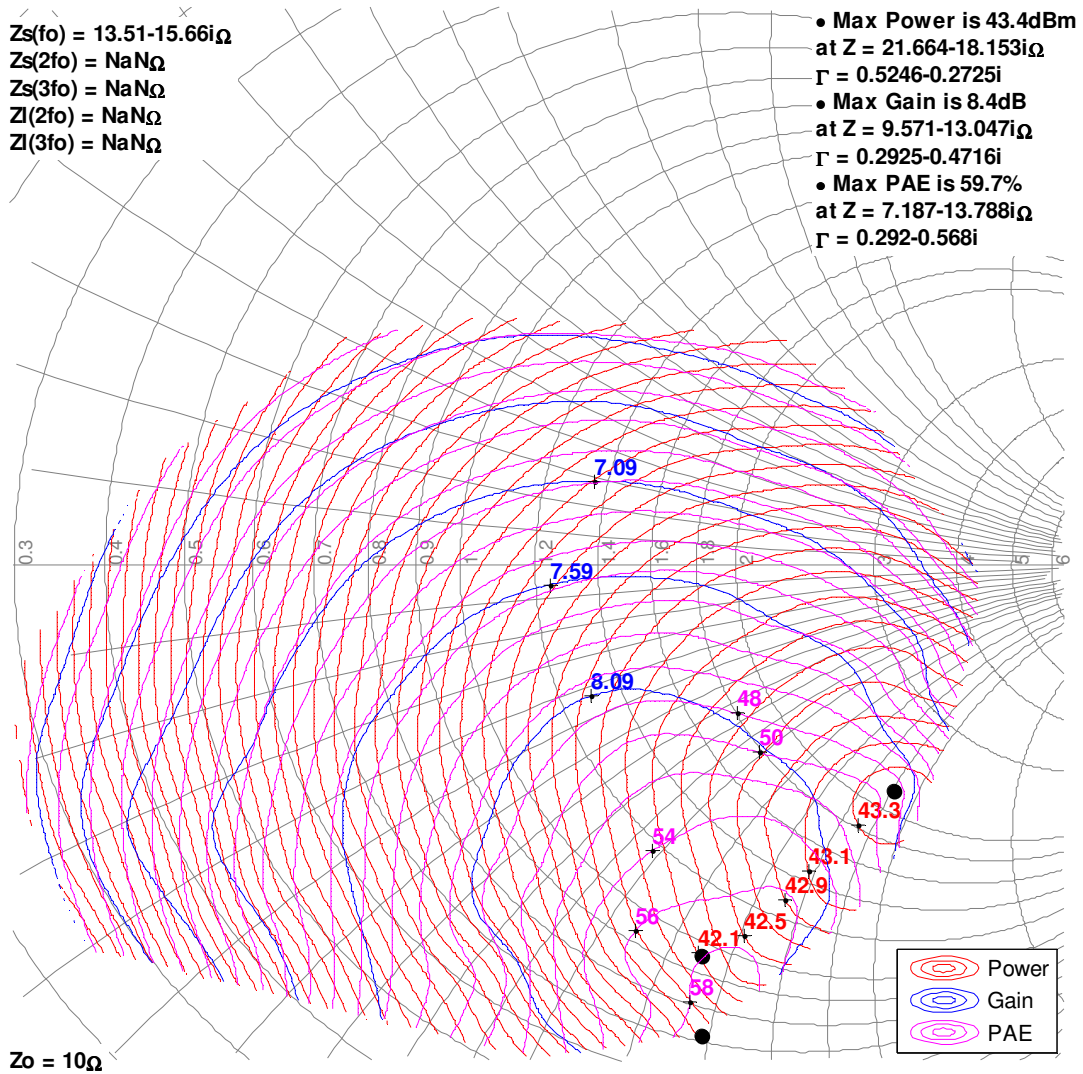 Zs(fo) = 13.51-15.66iΩ
Zs(2fo) = NaNΩ
Zs(3fo) = NaNΩ
Zl(2fo) = NaNΩ
Zl(3fo) = NaNΩ
• Max Power is 43.4dBm
at Z = 21.664-18.153iΩ
Γ = 0.5246-0.2725i
• Max Gain is 8.4dB
at Z = 9.571-13.047iΩ
Γ = 0.2925-0.4716i
• Max PAE is 59.7%
at Z = 7.187-13.788iΩ
Γ = 0.292-0.568i
7.09
0.3 0.4 0.5 0.6 0.7 0.8 0.9 1 1.2 1.4 1.6 1.8 2 3 4 5 6
7.59
8.09
48
50
43.3
54
43.1
42.9
56
42.5
42.1
58
Power
Gain
PAE
Zo = 10Ω